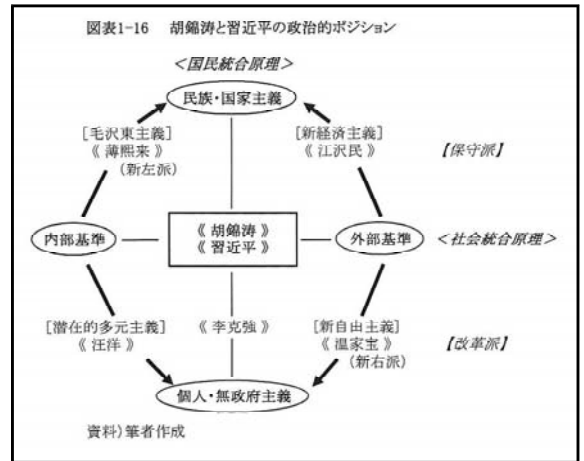 図表1-16 胡錦涛と習近平の政治的ポジション
<国民統合原理>
民族・国家主義
[毛沢東主義]
《 薄熙来 》
(新左派)
[新経済主義]
《 江沢民 》
【保守派】
内部基準
《 胡錦涛 》
《 習近平 》
外部基準
<社会統合原理>
[潜在的多元主義]
《 汪洋 》
《 李克強 》
[新自由主義]
《 温家宝 》
(新右派)
【改革派】
個人・無政府主義
資料)筆者作成